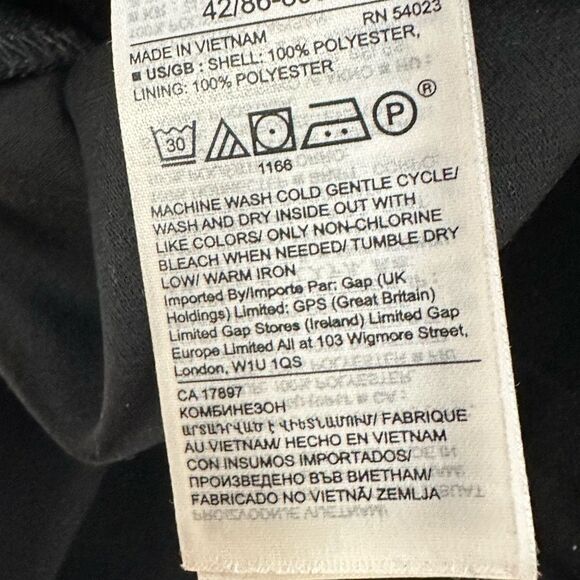 RN 54023
MADE IN VIETNAM
■ US/GB : SHELL: 100% POLYESTER,
LINING: 100% POLYESTER
30
P
®
1166
MACHINE WASH COLD GENTLE CYCLE/
WASH AND DRY INSIDE OUT WITH
LIKE COLORS/ ONLY NON-CHLORINE
BLEACH WHEN NEEDED/ TUMBLE DRY
LOW/ WARM IRON
Imported By/Importe Par: Gap (UK
Holdings) Limited: GPS (Great Britain)
Limited Gap Stores (Ireland) Limited Gap
Europe Limited All at 103 Wigmore Street,
London, W1U 1QS
CA 17897
КОМБИНЕЗОН
ԱՐՏԱԴՐՎԱԾ Է ՎԻԵՏՆԱՄՈՒՄ/ FABRIQUE
AU VIETNAM/ HECHO EN VIETNAM
CON INSUMOS IMPORTADOS/
ПРОИЗВЕДЕНО ВЪВ ВИЕТНАМ/
FABRICADO NO VIETNÃ/ ZEMLJA